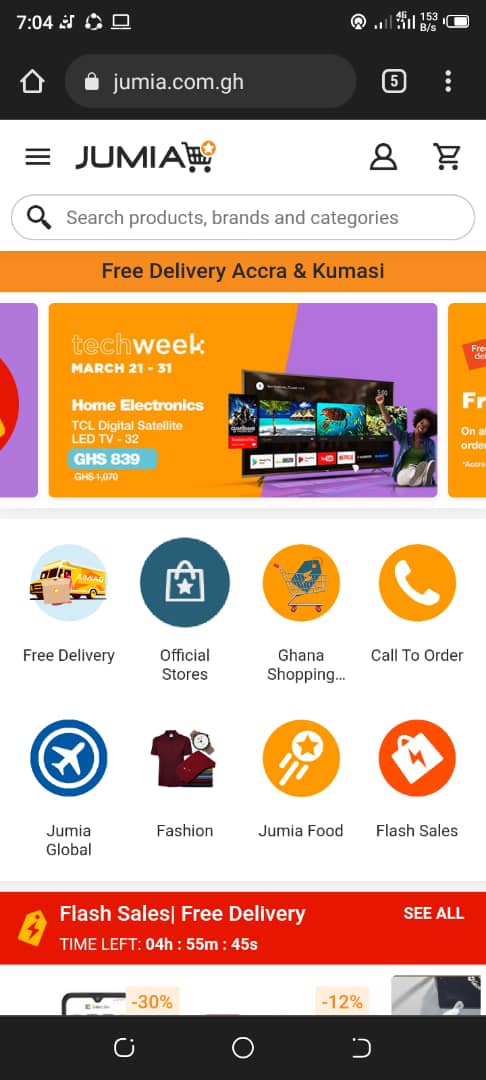 7:04
4G
153
B/s
jumia.com.gh
5
JUMIA
Search products, brands and categories
Free Delivery Accra & Kumasi
techweek
MARCH 21 - 31
Home Electronics
TCL Digital Satellite
LED TV - 32
GHS 839
GHS 1,070
Fr
On al
order
*Accra
Free Delivery
Official
Stores
Ghana
Shopping...
Call To Order
Jumia
Global
Fashion
Jumia Food
Flash Sales
Flash Sales| Free Delivery
SEE ALL
TIME LEFT: 04h : 55m : 45s
-30%
-12%